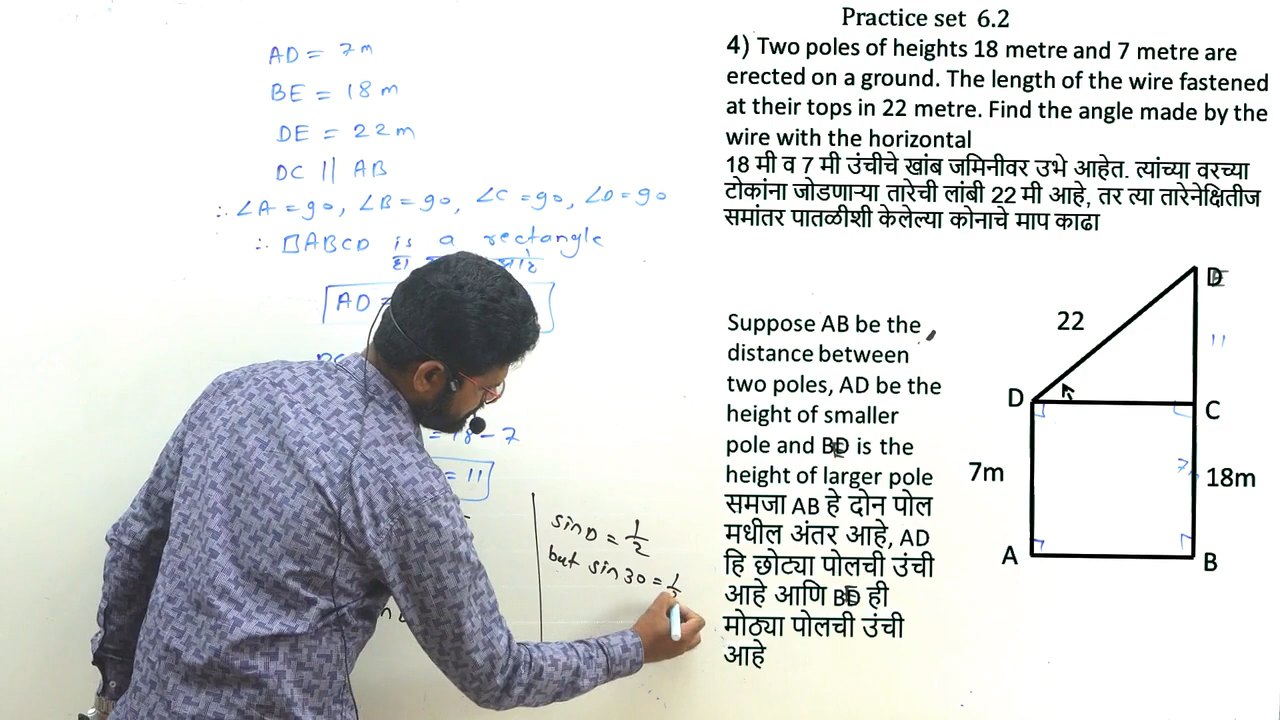 Practice set 6.2
4) Two poles of heights 18 metre and 7 metre are
erected on a ground. The length of the wire fastened
at their tops in 22 metre. Find the angle made by the
wire with the horizontal
18 मी व 7 मी उंचीचे खांब जमिनीवर उभे आहेत. त्यांच्या वरच्या
टोकांना जोडणाऱ्या तारेची लांबी 22 मी आहे, तर त्या तारेनेक्षितीज
समांतर पातळीशी केलेल्या कोनाचे माप काढा
AD = 7m
BE = 18m
DE = 22m
DC || AB
∴ ∠A = 90, ∠B = 90, ∠C = 90, ∠D = 90
∴ □ABCD is a rectangle
हा
AD =
= 18 - 7
= 11
sin D = 1/2
but sin 30 = 1/
Suppose AB be the
distance between
two poles, AD be the
height of smaller
pole and BE is the
height of larger pole
समजा AB हे दोन पोल
मधील अंतर आहे, AD
हि छोट्या पोलची उंची
आहे आणि BE ही
मोठ्या पोलची उंची
आहे
E
22
11
D
C
7m
7
18m
A
B